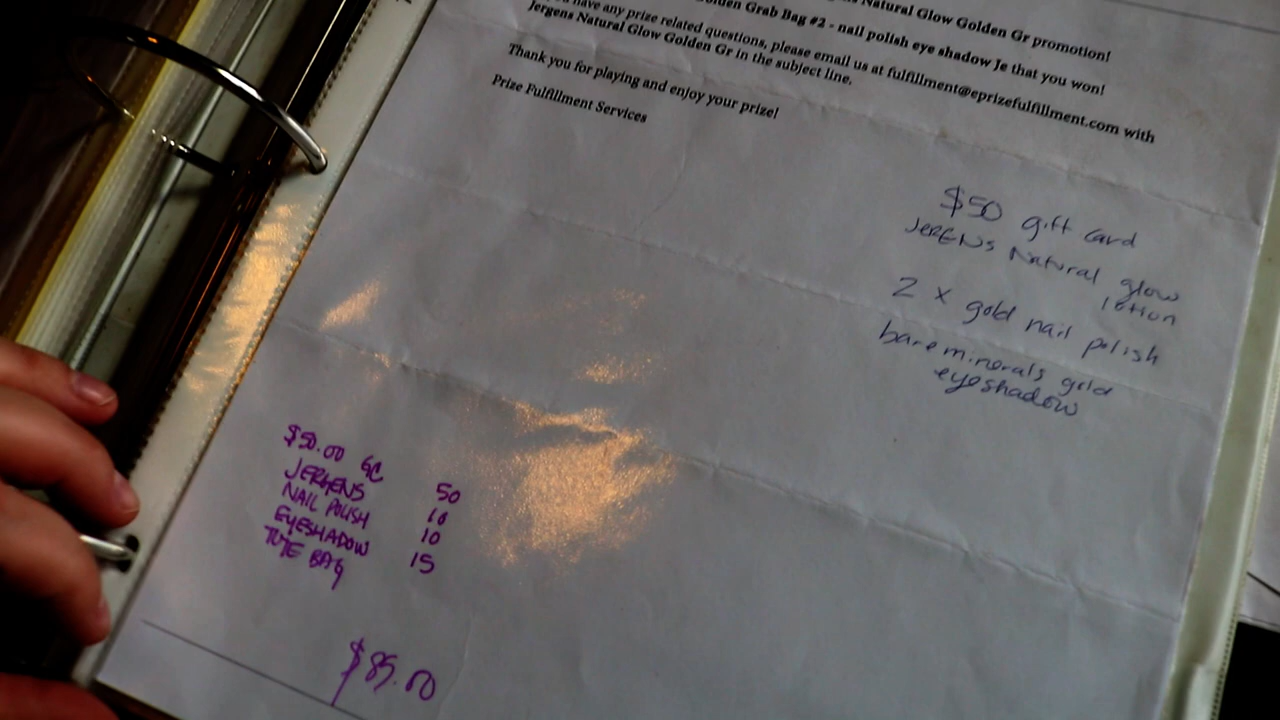 Natural Glow Golden Gr promotion!
Grab Bag #2 - nail polish eye shadow Je that you won!
have any prize related questions, please email us at fulfillment@eprizefulfillment.com with
Jergens Natural Glow Golden Gr in the subject line.
Thank you for playing and enjoy your prize!
Prize Fulfillment Services
$50 gift card
JERGENs Natural glow
lotion
2 x gold nail polish
bareminerals gold
eyeshadow
$50.00 GC 50
JERGENS 10
NAIL POLISH 10
EYESHADOW 15
TOTE BAG
$85.00